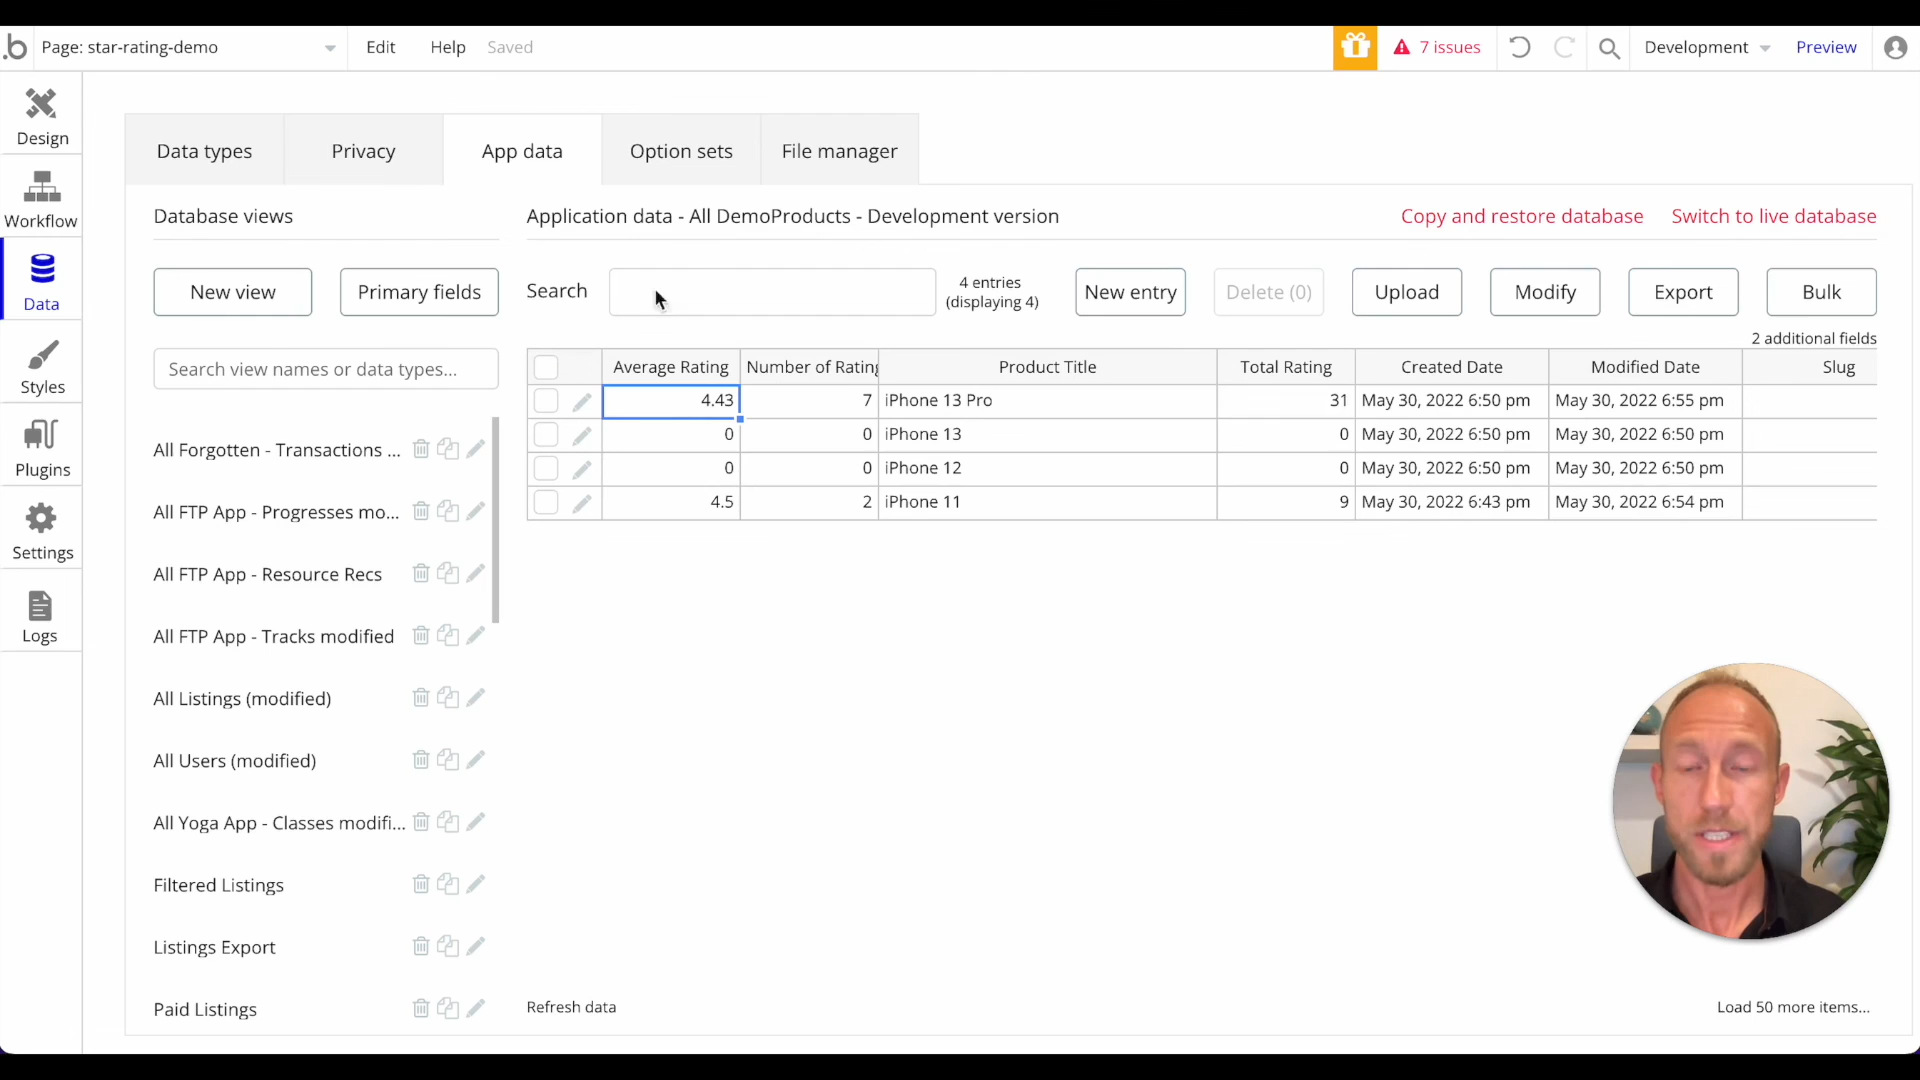 .b Page: star-rating-demo Edit Help Saved 7 issues Development Preview
Design
Workflow
Data
Styles
Plugins
Settings
Logs
Data types Privacy App data Option sets File manager
Database views
New view Primary fields
Search view names or data types...
All Forgotten - Transactions ...
All FTP App - Progresses mo...
All FTP App - Resource Recs
All FTP App - Tracks modified
All Listings (modified)
All Users (modified)
All Yoga App - Classes modifi...
Filtered Listings
Listings Export
Paid Listings
Application data - All DemoProducts - Development version Copy and restore database Switch to live database
Search 4 entries
(displaying 4)
New entry Delete (0) Upload Modify Export Bulk
2 additional fields
Average Rating Number of Rating Product Title Total Rating Created Date Modified Date Slug
4.43 7 iPhone 13 Pro 31 May 30, 2022 6:50 pm May 30, 2022 6:55 pm
0 0 iPhone 13 0 May 30, 2022 6:50 pm May 30, 2022 6:50 pm
0 0 iPhone 12 0 May 30, 2022 6:50 pm May 30, 2022 6:50 pm
4.5 2 iPhone 11 9 May 30, 2022 6:43 pm May 30, 2022 6:54 pm
Refresh data Load 50 more items...